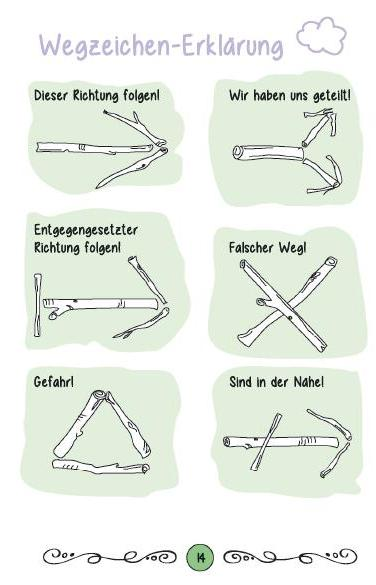 Wegzeichen-Erklärung
Dieser Richtung folgen!
Wir haben uns geteilt!
Entgegengesetzter
Richtung folgen!
Falscher Weg!
Gefahr!
Sind in der Nähe!
14